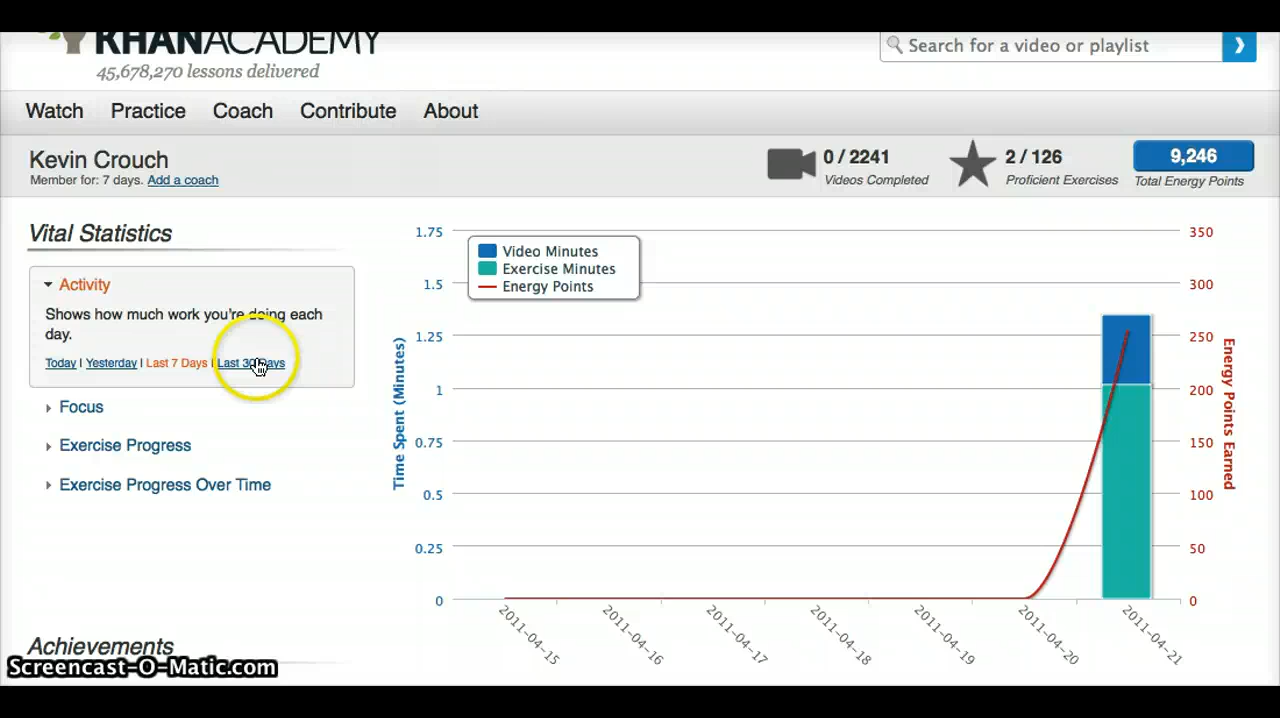 KHANACADEMY
45,678,270 lessons delivered
Search for a video or playlist
Watch Practice Coach Contribute About
Kevin Crouch
Member for: 7 days. Add a coach
0 / 2241
Videos Completed
2 / 126
Proficient Exercises
9,246
Total Energy Points
Vital Statistics
Activity
Shows how much work you're doing each
day.
Today | Yesterday | Last 7 Days | Last 30 Days
Focus
Exercise Progress
Exercise Progress Over Time
Achievements
Video Minutes
Exercise Minutes
Energy Points
Time Spent (Minutes)
1.75
1.5
1.25
1
0.75
0.5
0.25
0
350
300
250
200
150
100
50
0
Energy Points Earned
2011-04-15
2011-04-16
2011-04-17
2011-04-18
2011-04-19
2011-04-20
2011-04-21
Screencast-O-Matic.com